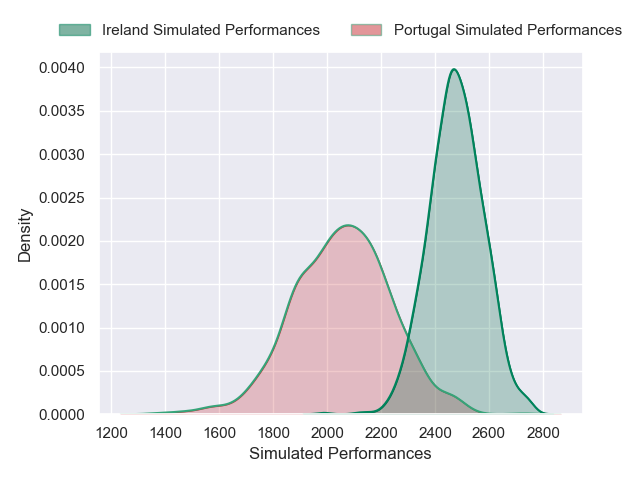 Ireland Simulated Performances Portugal Simulated Performances
0.0040
0.0035
0.0030
0.0025
0.0020
0.0015
0.0010
0.0005
0.0000
Density
1200 1400 1600 1800 2000 2200 2400 2600 2800
Simulated Performances